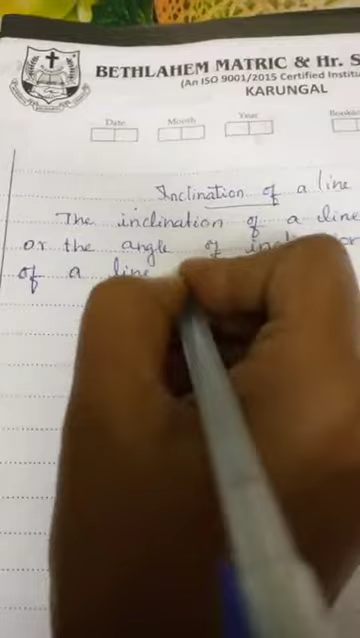 BETHLAHEM MATRIC & Hr. S
(An ISO 9001/2015 Certified Institu
KARUNGAL
Date Month Year
Inclination of a line
The inclination of a line
or the angle of
of a line